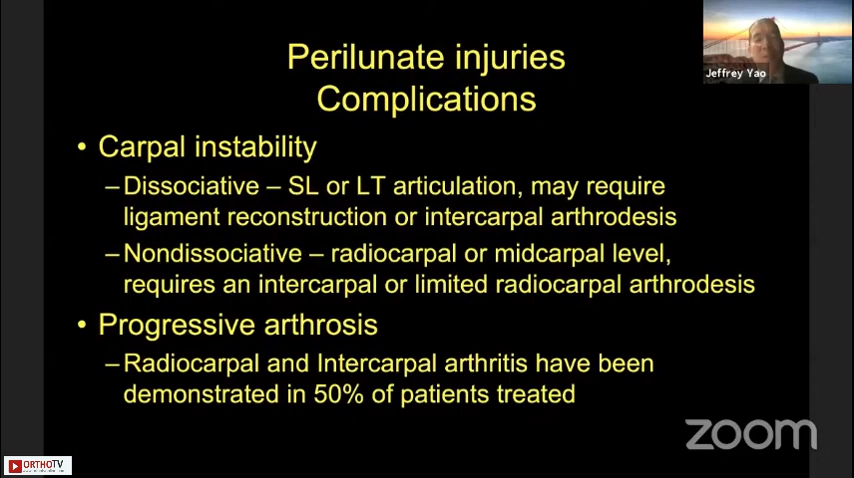 Perilunate injuries
Complications
Jeffrey Yao
• Carpal instability
–Dissociative – SL or LT articulation, may require
ligament reconstruction or intercarpal arthrodesis
–Nondissociative – radiocarpal or midcarpal level,
requires an intercarpal or limited radiocarpal arthrodesis
• Progressive arthrosis
–Radiocarpal and Intercarpal arthritis have been
demonstrated in 50% of patients treated
zoom
ORTHOTV